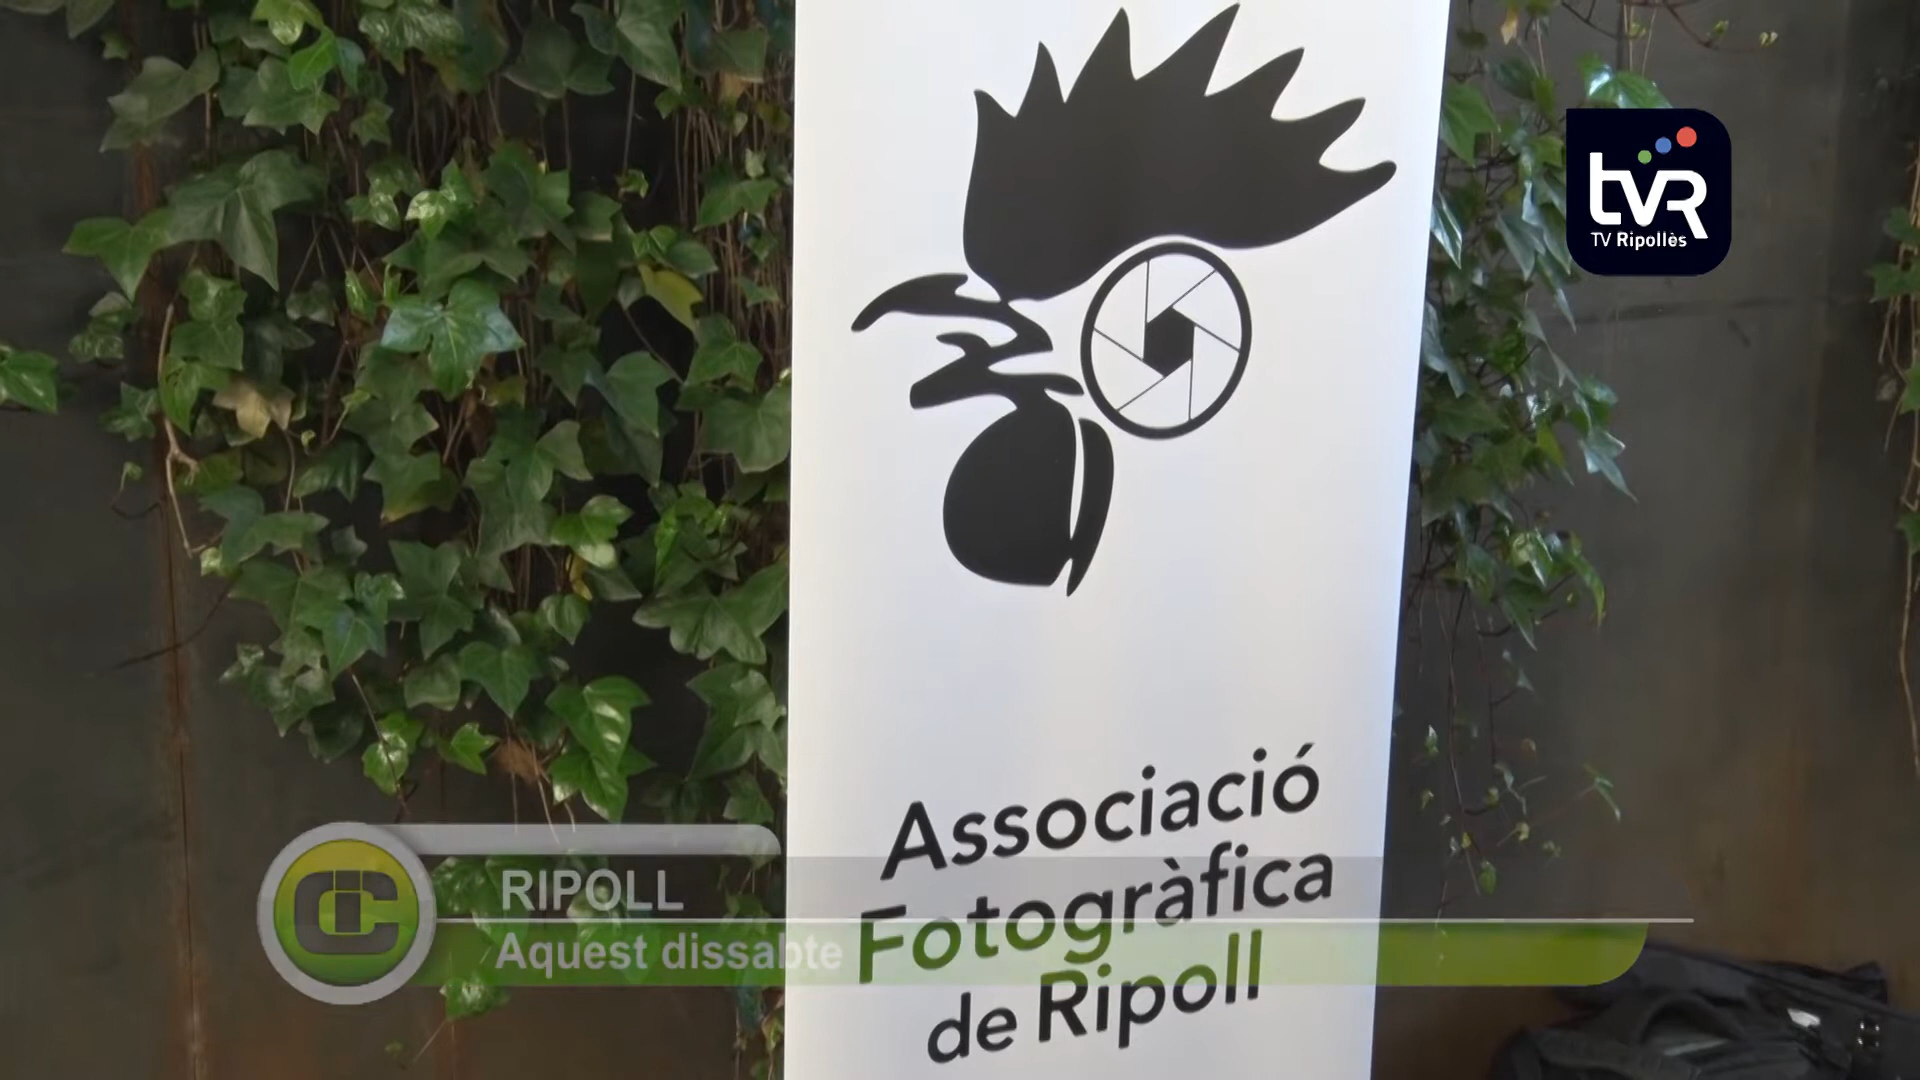 tvR
TV Ripollès
Associació
Fotogràfica
de Ripoll
RIPOLL
Aquest dissabte